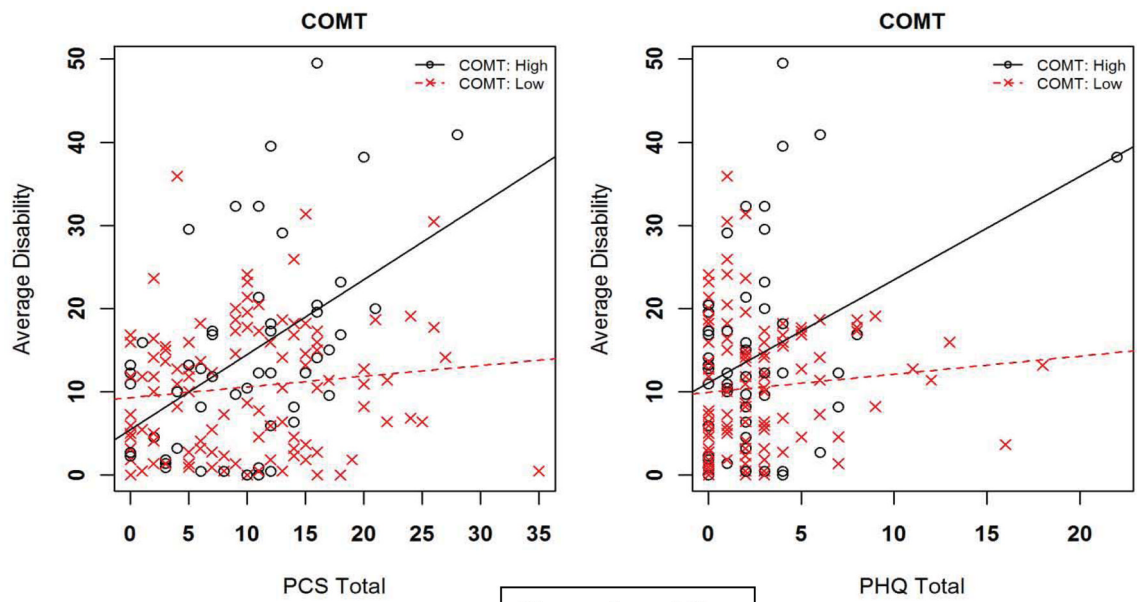 COMT
50
40
30
20
10
0
Average Disability
COMT: High
COMT: Low
0 5 10 15 20 25 30 35
PCS Total
COMT
50
40
30
20
10
0
Average Disability
COMT: High
COMT: Low
0 5 10 15 20
PHQ Total